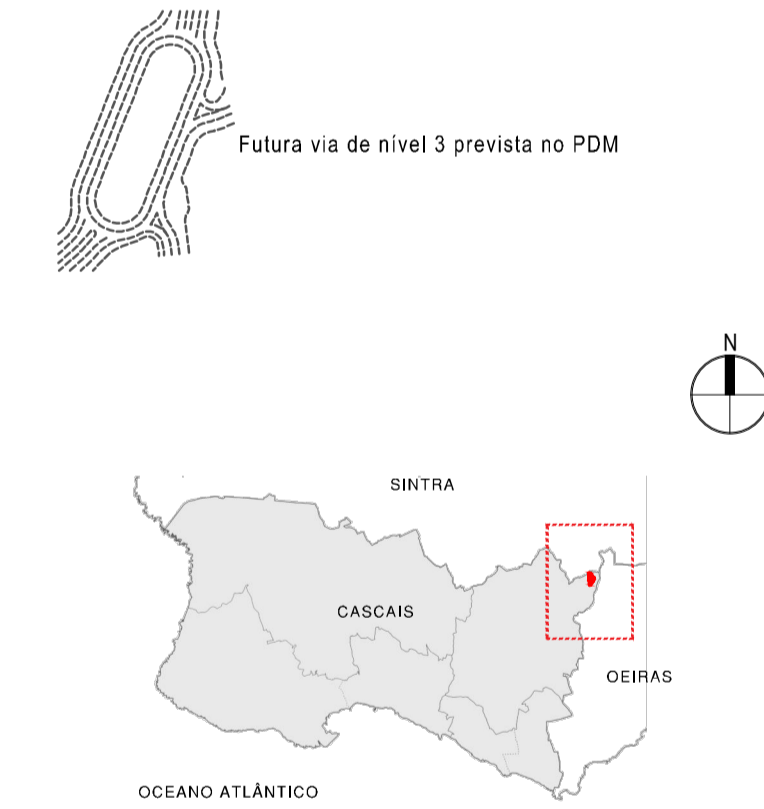 Futura via de nível 3 prevista no PDM
N
SINTRA
CASCAIS
OEIRAS
OCEANO ATLÂNTICO